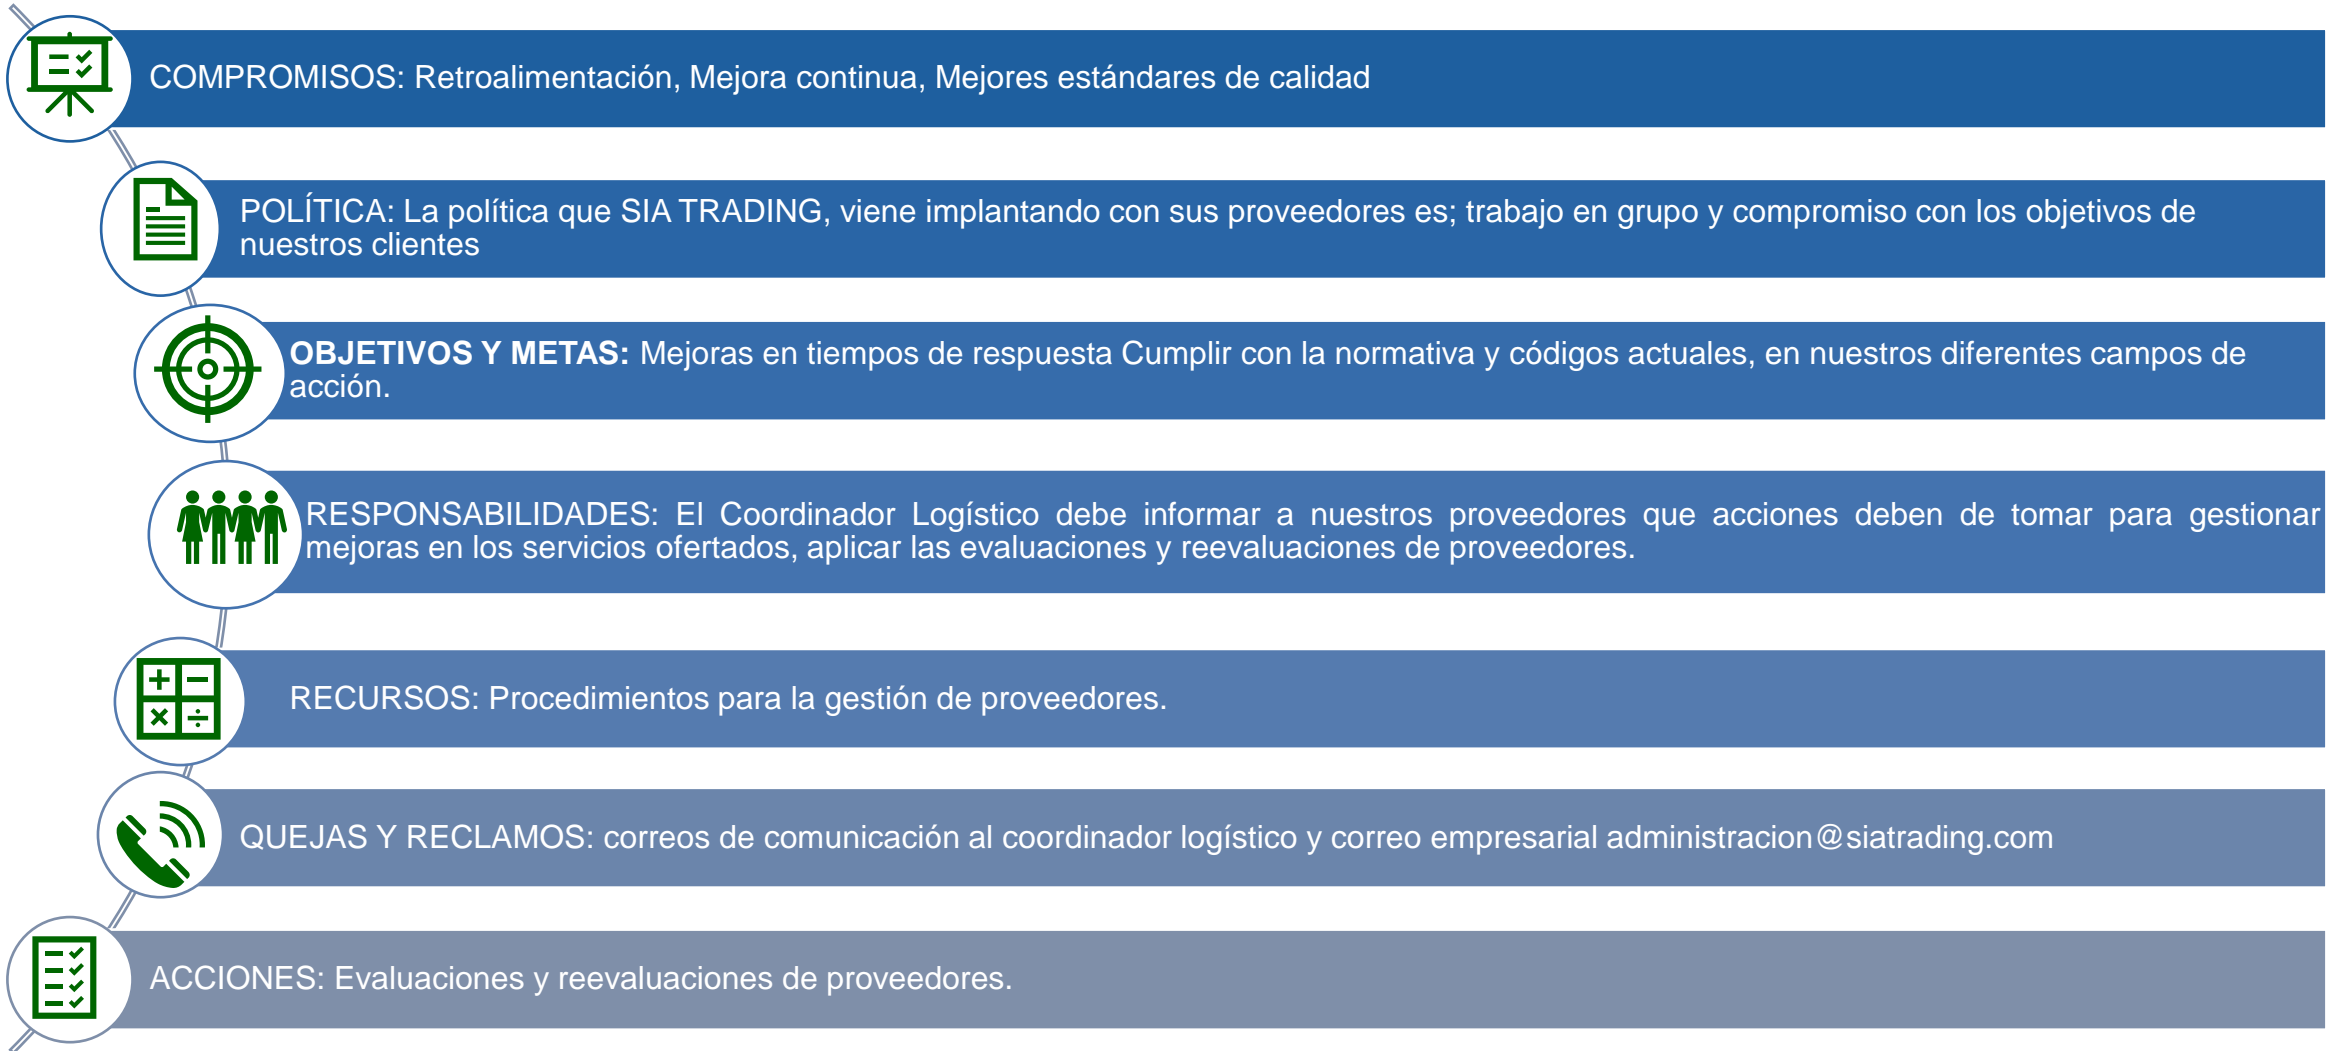 COMPROMISOS: Retroalimentación, Mejora continua, Mejores estándares de calidad
POLÍTICA: La política que SIA TRADING, viene implantando con sus proveedores es; trabajo en grupo y compromiso con los objetivos de
nuestros clientes
OBJETIVOS Y METAS: Mejoras en tiempos de respuesta Cumplir con la normativa y códigos actuales, en nuestros diferentes campos de
acción.
RESPONSABILIDADES: El Coordinador Logístico debe informar a nuestros proveedores que acciones deben de tomar para gestionar
mejoras en los servicios ofertados, aplicar las evaluaciones y reevaluaciones de proveedores.
RECURSOS: Procedimientos para la gestión de proveedores.
QUEJAS Y RECLAMOS: correos de comunicación al coordinador logístico y correo empresarial administracion@siatrading.com
ACCIONES: Evaluaciones y reevaluaciones de proveedores.